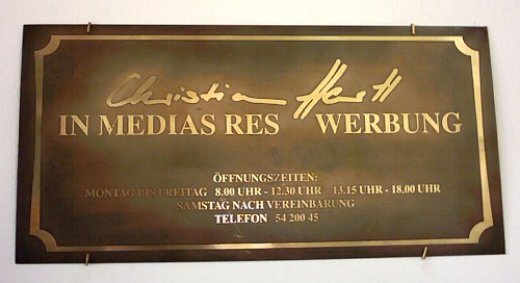 Christian
IN MEDIAS RES WERBUNG
ÖFFNUNGSZEITEN:
MONTAG BIS FREITAG 8.00 UHR - 12.30 UHR 13.15 UHR - 18.00 UHR
SAMSTAG NACH VEREINBARUNG
TELEFON 54 200 45